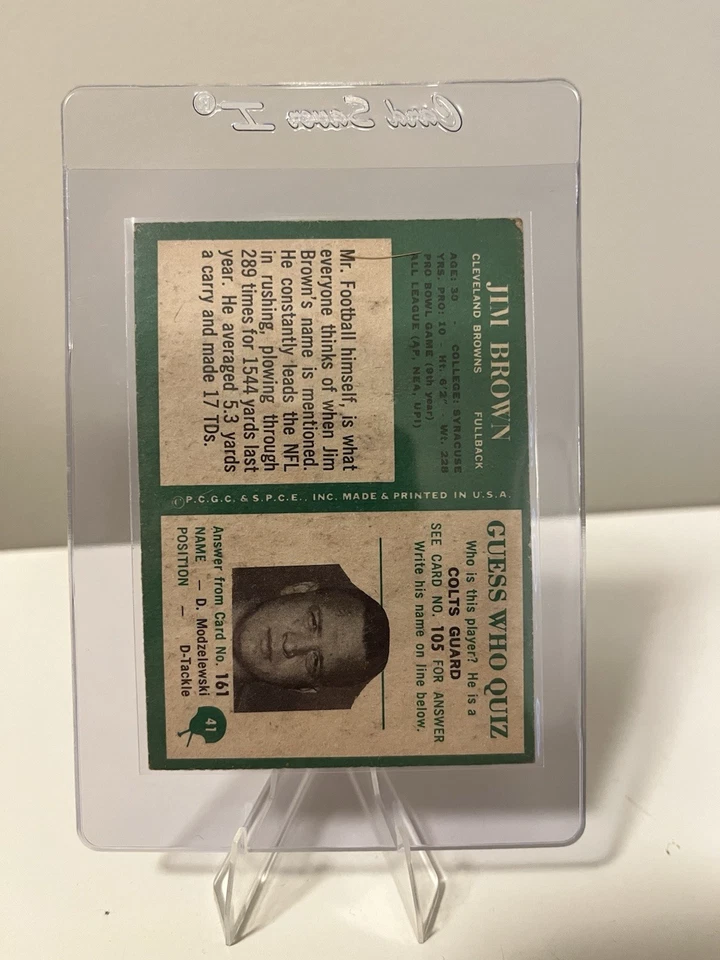 Card Saver I
JIM BROWN
CLEVELAND BROWNS FULLBACK
AGE: 30 COLLEGE: SYRACUSE
YRS. PRO: 10 - Ht. 6'2" Wt. 228
PRO BOWL GAME (9th year)
ALL LEAGUE (AP, NEA, UPI)
Mr. Football himself, is what
everyone thinks of when Jim
Brown's name is mentioned.
He constantly leads the NFL
in rushing, plowing through
289 times for 1544 yards last
year. He averaged 5.3 yards
a carry and made 17 TDs.
©P.C.G.C. & S.P.C.E., INC. MADE & PRINTED IN U.S.A.
GUESS WHO QUIZ
Who is this player? He is a
COLTS GUARD
SEE CARD NO. 105 FOR ANSWER
Write his name on line below.
Answer from Card No. 161
NAME — D. Modzelewski
POSITION — D-Tackle
41